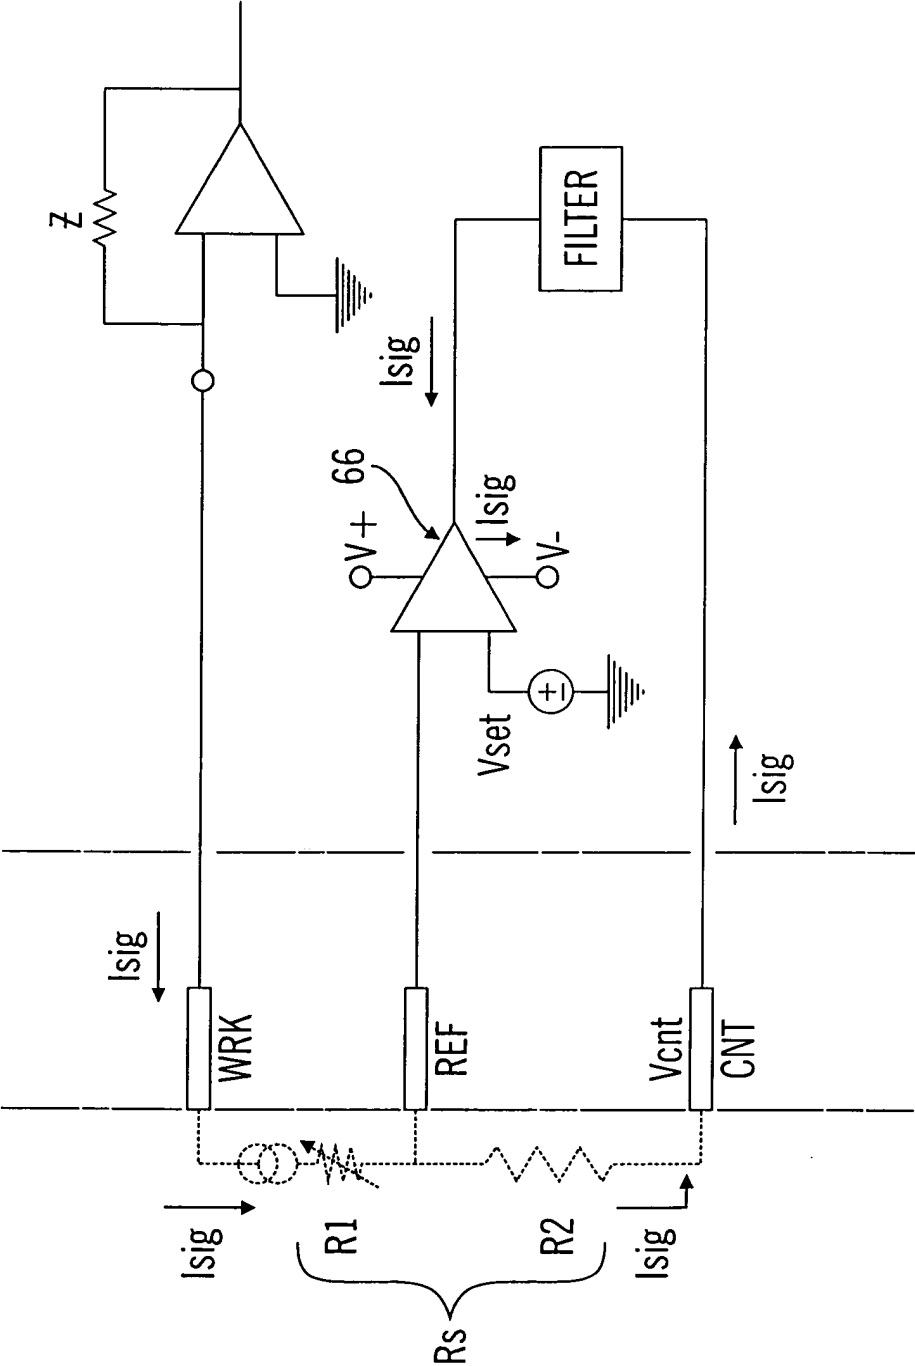 Z
FILTER
Isig
66
V+
Isig
V-
Vset
Isig
Isig
WRK
REF
Vcnt
CNT
Isig
R1
R2
Isig
Rs